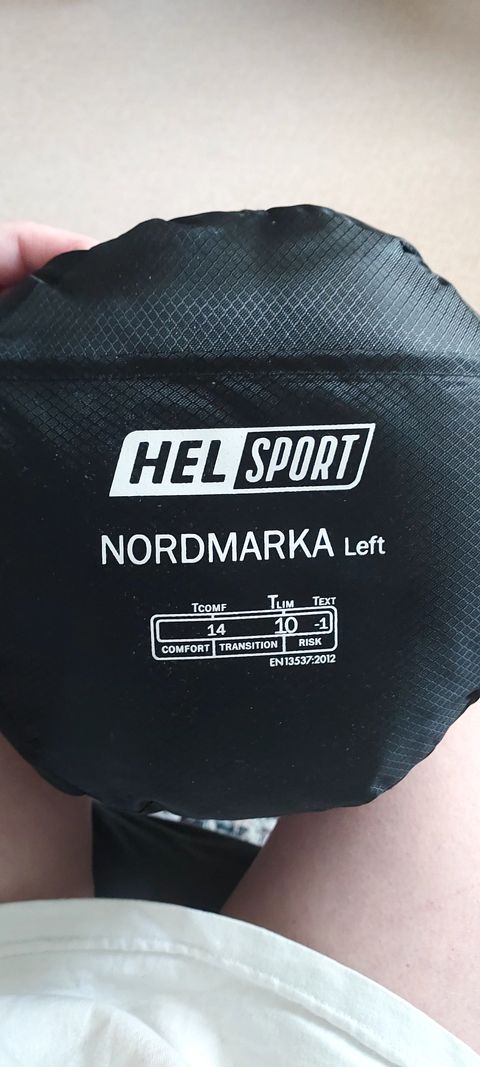 HEL SPORT
NORDMARKA Left
TCOMF TLIM TEXT
14 10 -1
COMFORT TRANSITION RISK
EN13537:2012